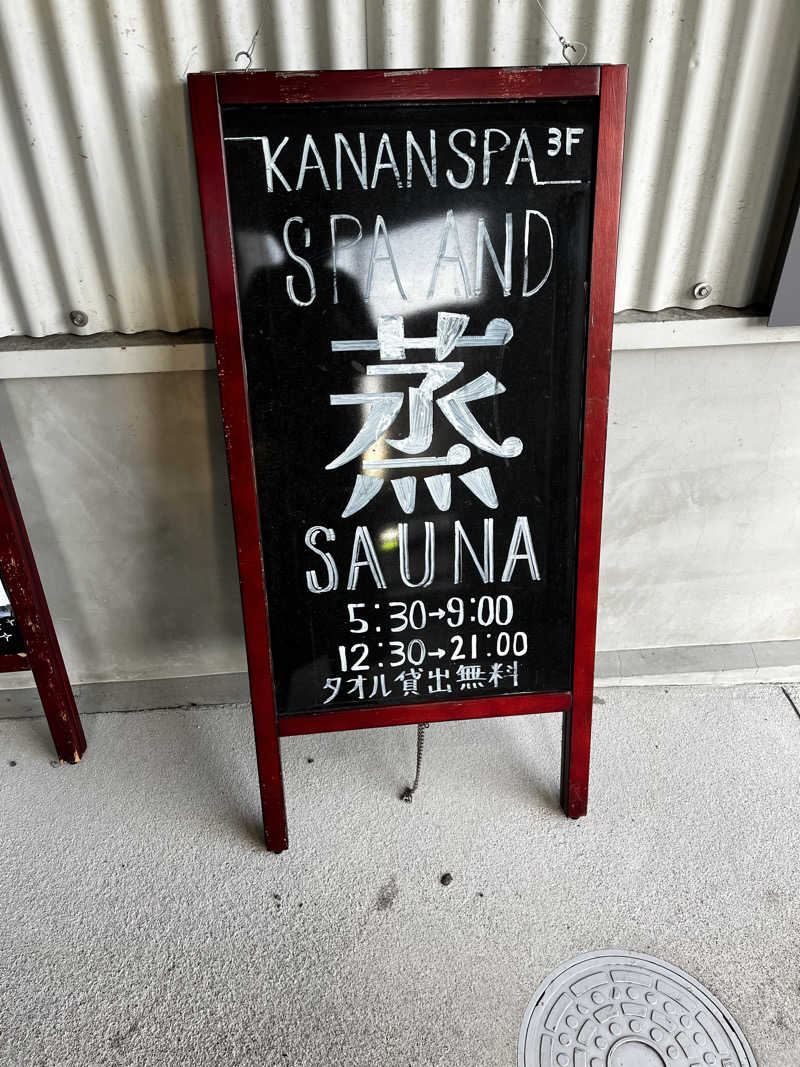 KANANSPA 3F
SPA AND
蒸
SAUNA
5:30→9:00
12:30→21:00
タオル貸出無料